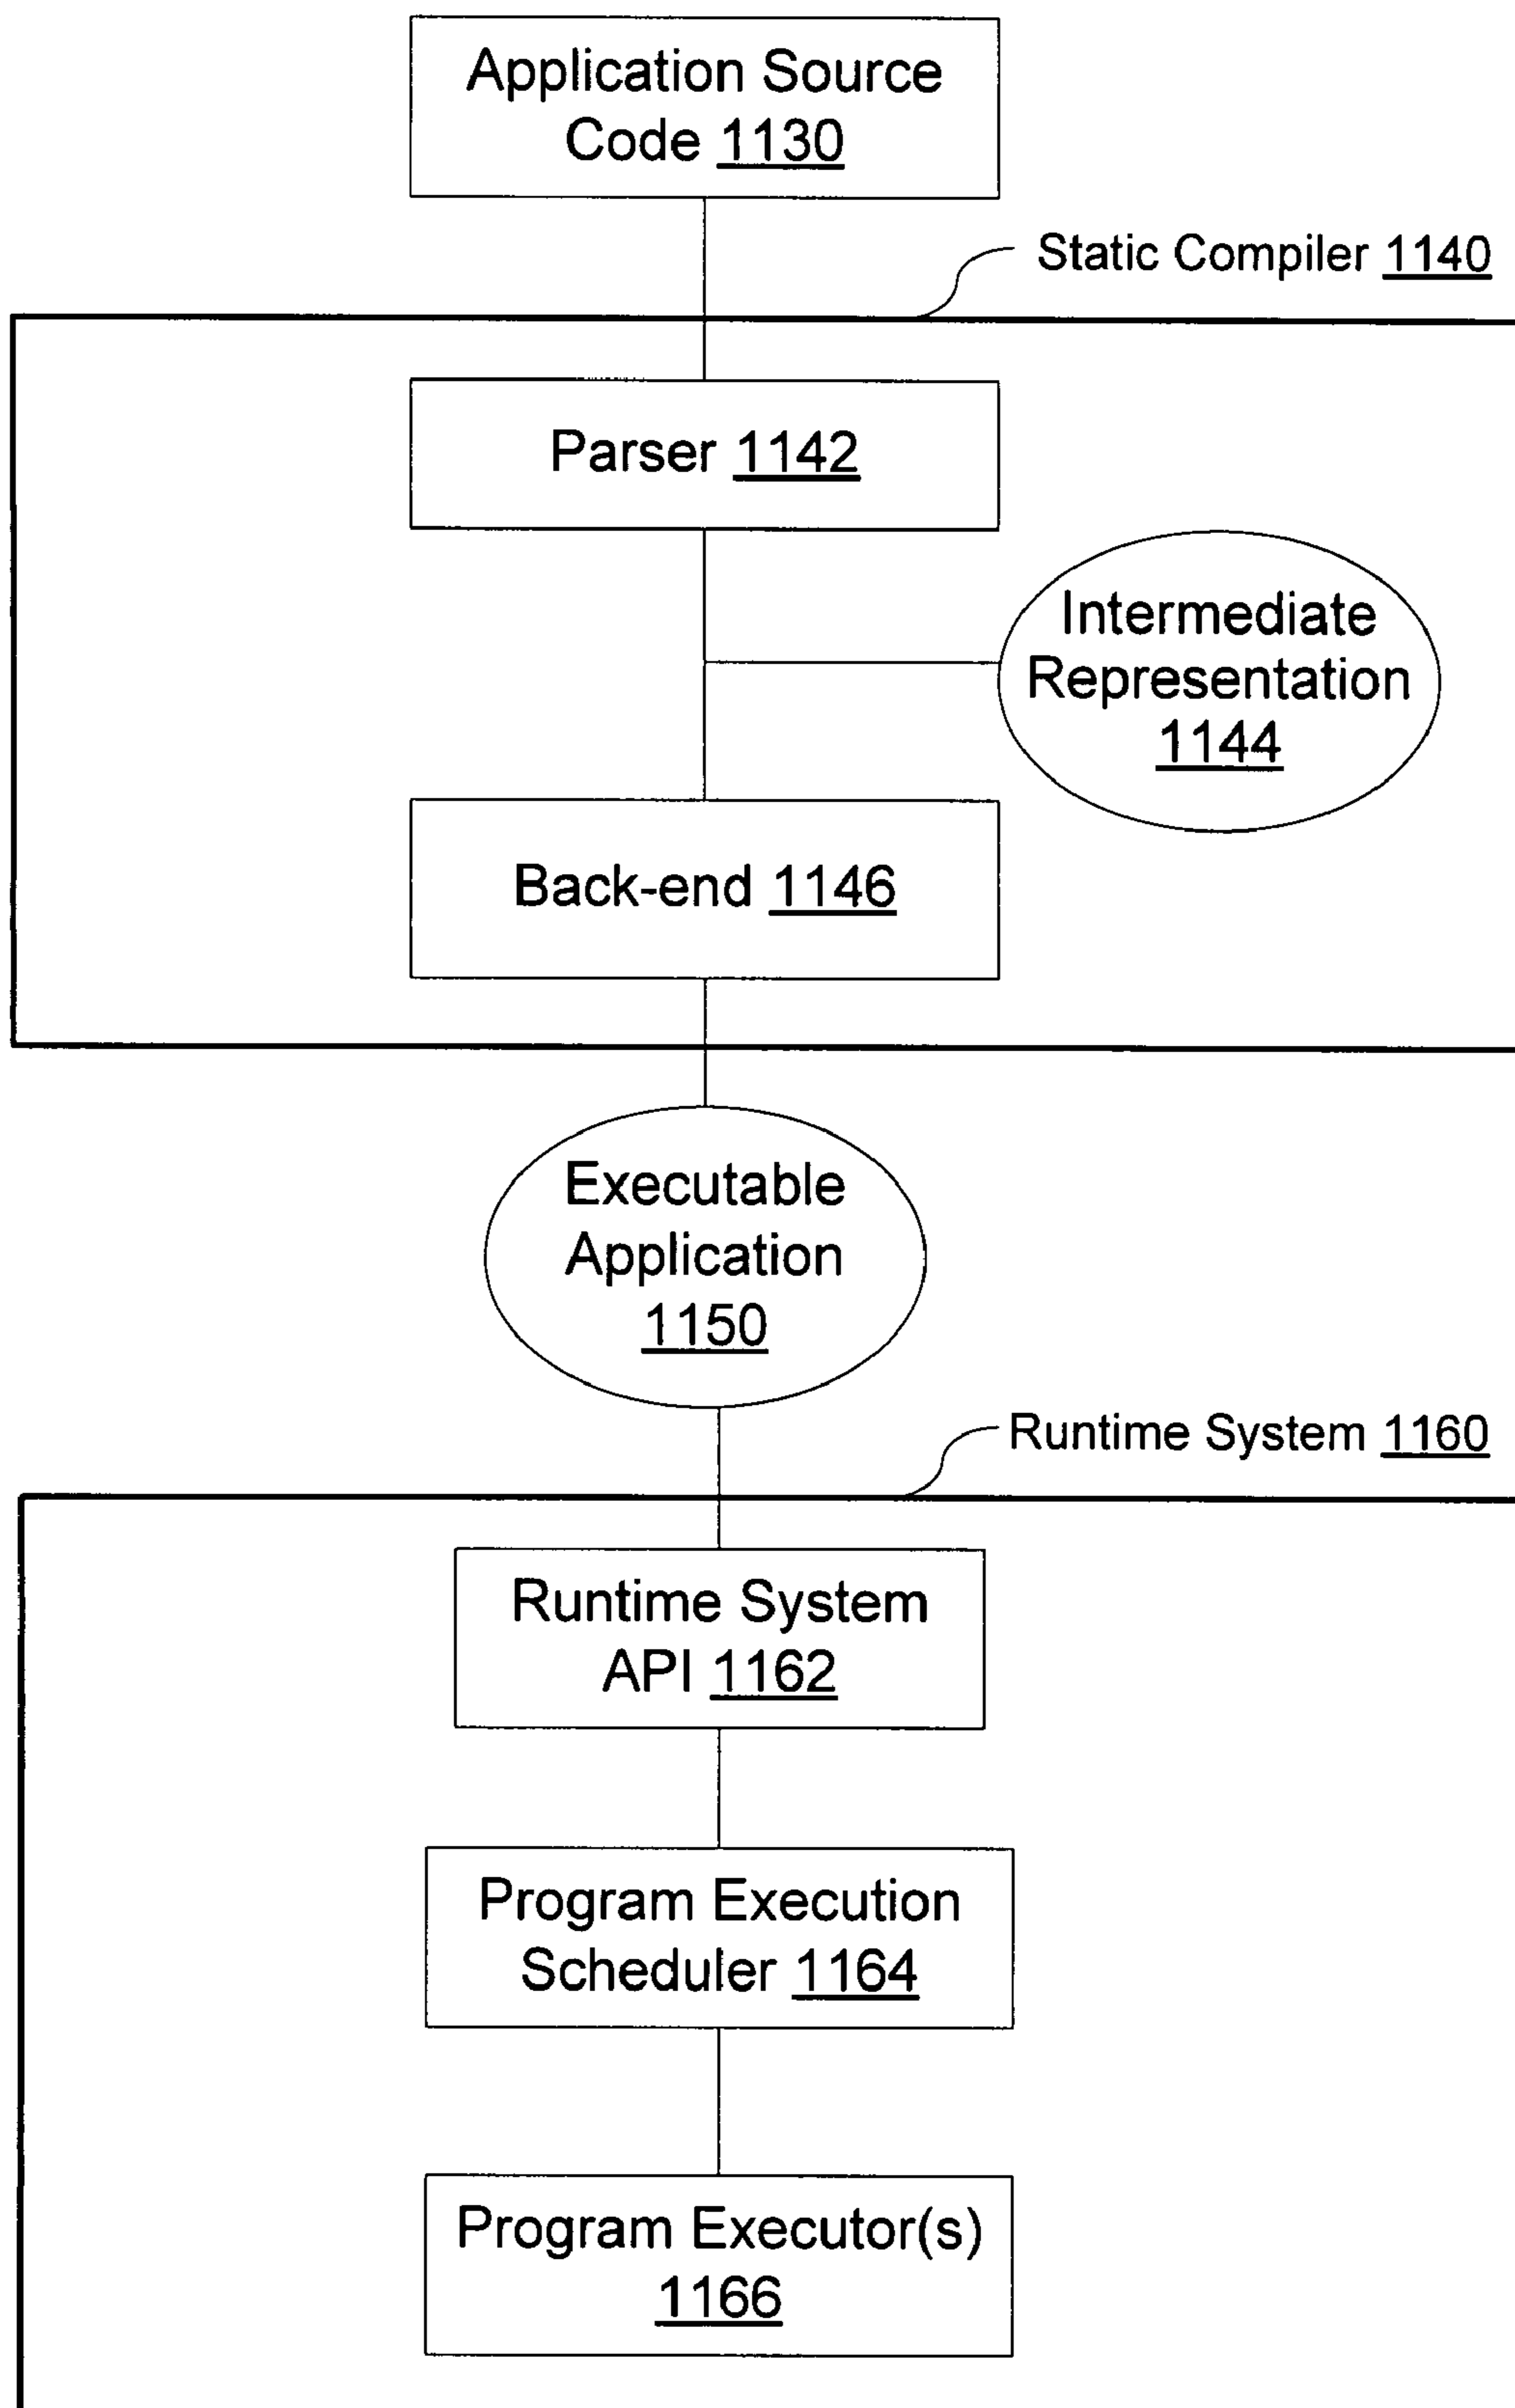 Application Source
Code 1130
Static Compiler 1140
Parser 1142
Intermediate
Representation
1144
Back-end 1146
Executable
Application
1150
Runtime System 1160
Runtime System
API 1162
Program Execution
Scheduler 1164
Program Executor(s)
1166